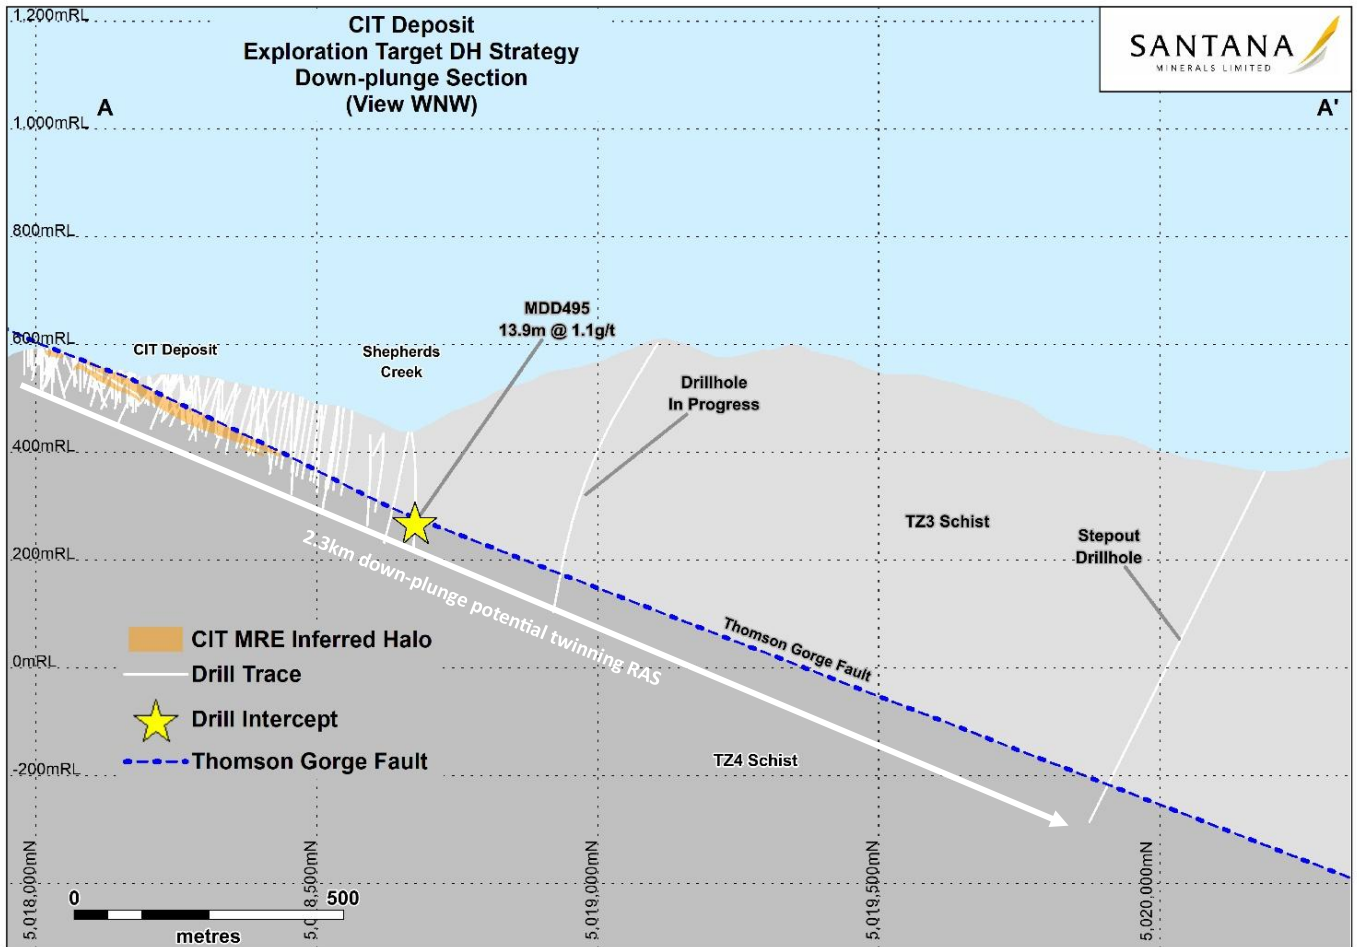 1,200mRL
CIT Deposit
Exploration Target DH Strategy
Down-plunge Section
(View WNW)
SANTANA
MINERALS LIMITED
A
A'
1,000mRL
800mRL
MDD495
13.9m @ 1.1g/t
600mRL
CIT Deposit
Shepherds
Creek
Drillhole
In Progress
400mRL
TZ3 Schist
Stepout
Drillhole
200mRL
2.3km down-plunge potential twinning RAS
Thomson Gorge Fault
CIT MRE Inferred Halo
0mRL
Drill Trace
Drill Intercept
Thomson Gorge Fault
-200mRL
TZ4 Schist
5,018,000mN
5,018,500mN
5,019,000mN
5,019,500mN
5,020,000mN
0
500
metres